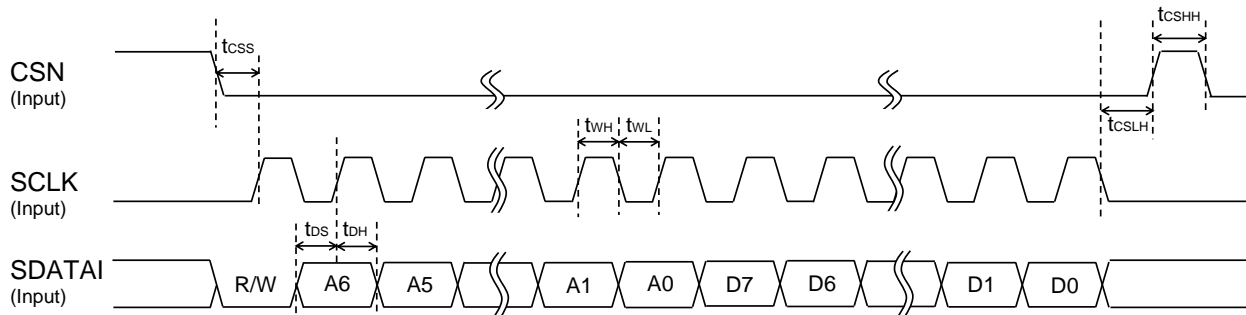 tCSHH
tCSS
CSN
(Input)
tCSLH
tWH tWL
SCLK
(Input)
tDS tDH
SDATAI
(Input)
R/W A6 A5 A1 A0 D7 D6 D1 D0